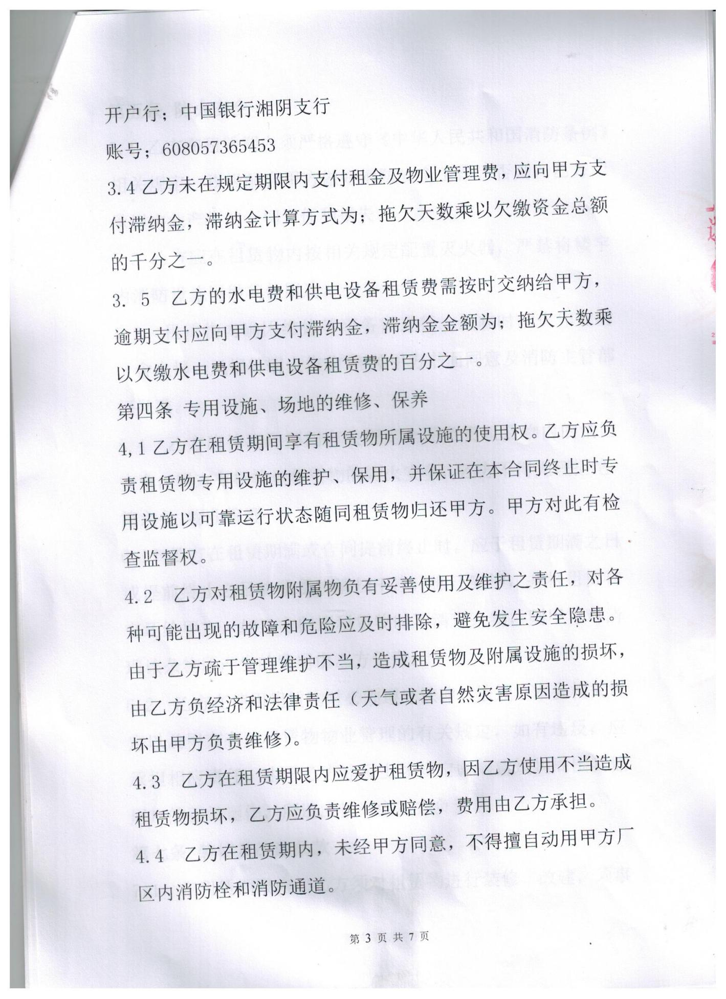 开户行；中国银行湘阴支行
账号；608057365453
3.4乙方未在规定期限内支付租金及物业管理费，应向甲方支
付滞纳金，滞纳金计算方式为；拖欠天数乘以欠缴资金总额
的千分之一。
3. 5 乙方的水电费和供电设备租赁费需按时交纳给甲方，
逾期支付应向甲方支付滞纳金，滞纳金金额为；拖欠天数乘
以欠缴水电费和供电设备租赁费的百分之一。
第四条 专用设施、场地的维修、保养
4,1乙方在租赁期间享有租赁物所属设施的使用权。乙方应负
责租赁物专用设施的维护、保用，并保证在本合同终止时专
用设施以可靠运行状态随同租赁物归还甲方。甲方对此有检
查监督权。
4.2 乙方对租赁物附属物负有妥善使用及维护之责任，对各
种可能出现的故障和危险应及时排除，避免发生安全隐患。
由于乙方疏于管理维护不当，造成租赁物及附属设施的损坏，
由乙方负经济和法律责任（天气或者自然灾害原因造成的损
坏由甲方负责维修）。
4.3 乙方在租赁期限内应爱护租赁物，因乙方使用不当造成
租赁物损坏，乙方应负责维修或赔偿，费用由乙方承担。
4.4 乙方在租赁期内，未经甲方同意，不得擅自动用甲方厂
区内消防栓和消防通道。
第 3 页 共 7 页